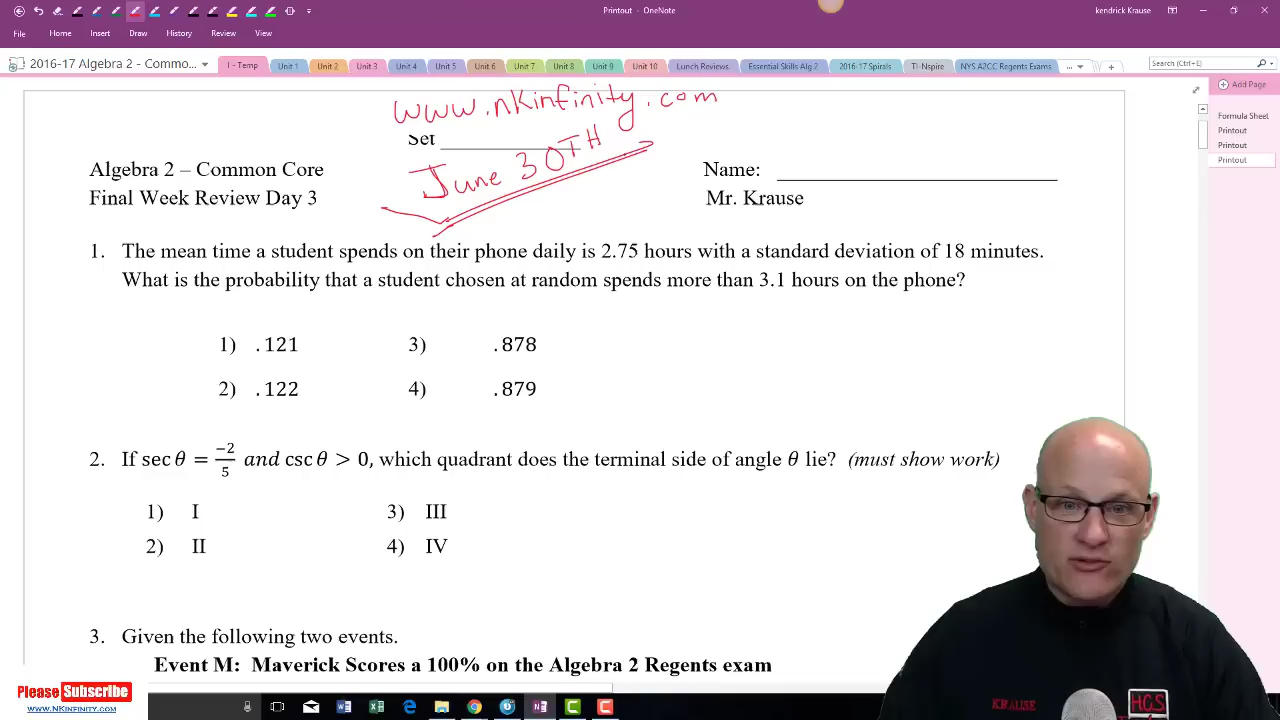 Printout - OneNote
kendrick Krause
File Home Insert Draw History Review View
2016-17 Algebra 2 - Commo... I - Temp Unit 1 Unit 2 Unit.3 Unit 4 Unit 5 Unit 6 Unit 7 Unit 8 Unit 9 Unit 10 Lunch Reviews. Essential Skills Alg.2 2016-17 Spirals TI-Nspire NYS A2CC Regents Exams ... Search (Ctrl+E)
Add Page
Formula Sheet
Printout
Printout
Printout
www.nkinfinity.com
Set
June 30TH
Algebra 2 – Common Core
Name:
Final Week Review Day 3
Mr. Krause
1. The mean time a student spends on their phone daily is 2.75 hours with a standard deviation of 18 minutes.
What is the probability that a student chosen at random spends more than 3.1 hours on the phone?
1) .121 3) .878
2) .122 4) .879
2. If sec θ = -2/5 and csc θ > 0, which quadrant does the terminal side of angle θ lie? (must show work)
1) I 3) III
2) II 4) IV
3. Given the following two events.
Event M: Maverick Scores a 100% on the Algebra 2 Regents exam
Please Subscribe
www.NKinfinity.com
KRAUSE
HGS